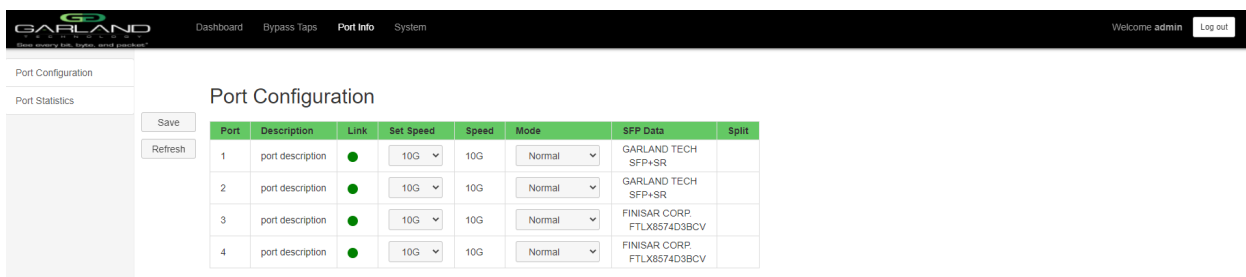 GARLAND
TECHNOLOGY
See every bit, byte, and packet®
Dashboard Bypass Taps Port Info System
Welcome admin Log out
Port Configuration
Port Statistics
Save
Refresh
Port Configuration
Port Description Link Set Speed Speed Mode SFP Data Split
1 port description 10G 10G Normal GARLAND TECH
SFP+SR
2 port description 10G 10G Normal GARLAND TECH
SFP+SR
3 port description 10G 10G Normal FINISAR CORP.
FTLX8574D3BCV
4 port description 10G 10G Normal FINISAR CORP.
FTLX8574D3BCV